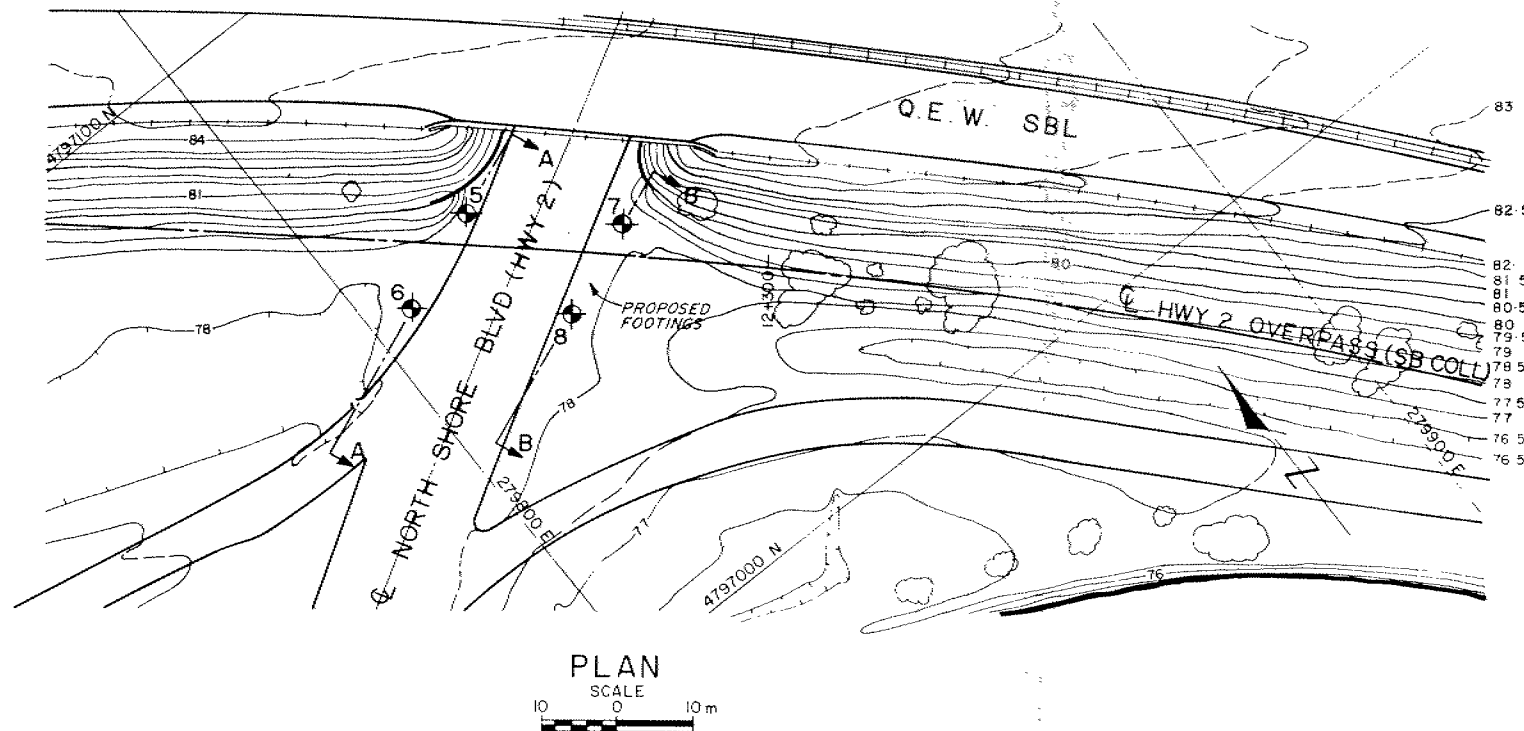 83
Q.E.W. SBL
4797100 N
84
A
81
5
7
B
82.5
6
NORTH SHORE BLVD (HWY 2)
80
12+300
82
81 5
81
80.5
80
79.5
79
78 5
78
77 5
77
76 5
76.5
℄ HWY 2 OVERPASS (SB COLL)
PROPOSED
FOOTINGS
78
8
78
A
B
279900 E
279800 E
Z
77
4797000 N
76
℄
PLAN
SCALE
10 0 10 m